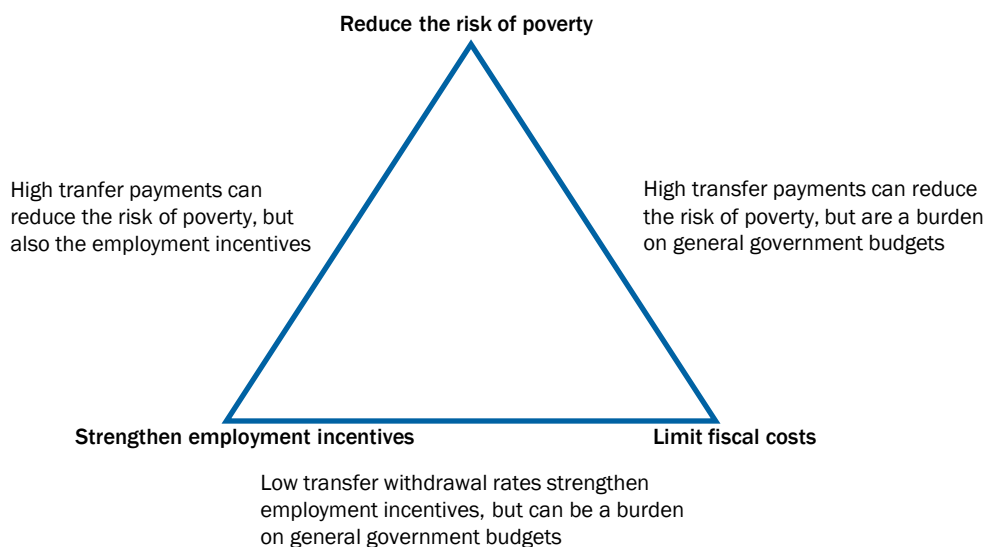 Reduce the risk of poverty
High tranfer payments can
reduce the risk of poverty, but
also the employment incentives
High transfer payments can reduce
the risk of poverty, but are a burden
on general government budgets
Strengthen employment incentives
Limit fiscal costs
Low transfer withdrawal rates strengthen
employment incentives, but can be a burden
on general government budgets